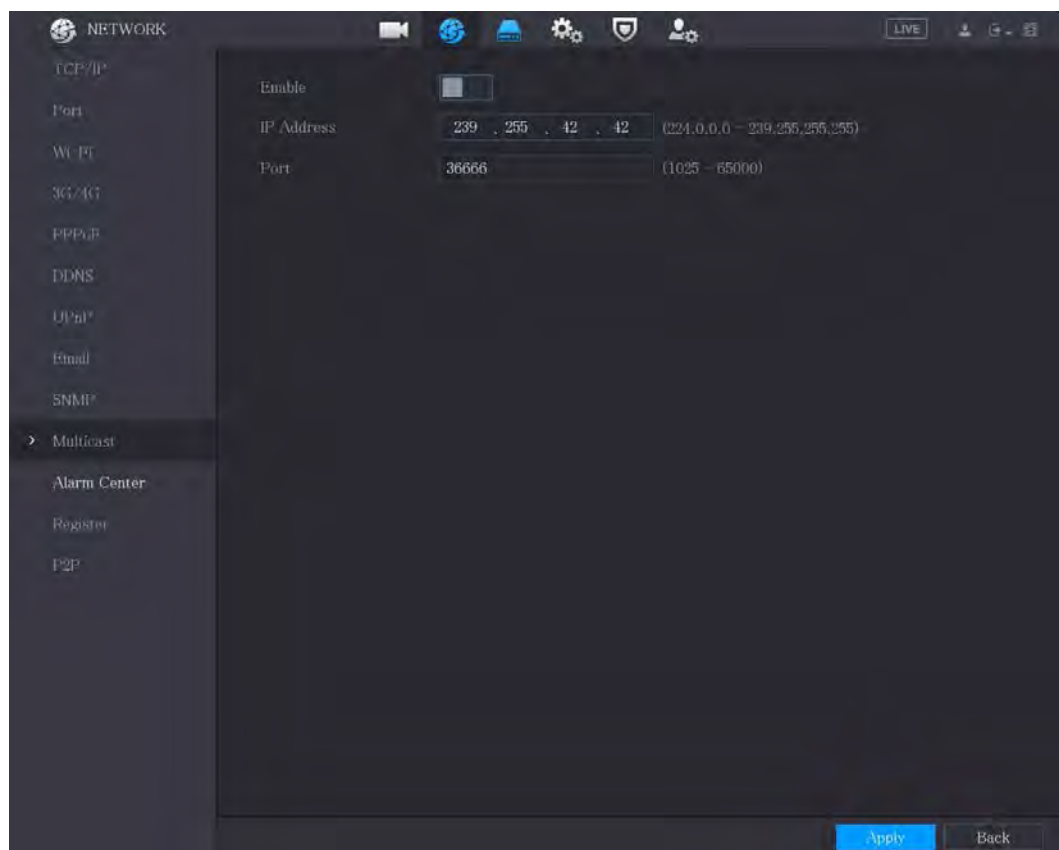 NETWORK
LIVE
TCP/IP
Port
Wi-Fi
3G/4G
PPPoE
DDNS
UPnP
Email
SNMP
Multicast
Alarm Center
Register
P2P
Enable
IP Address 239 . 255 . 42 . 42 (224.0.0.0 - 239.255.255.255)
Port 36666 (1025 - 65000)
Apply Back